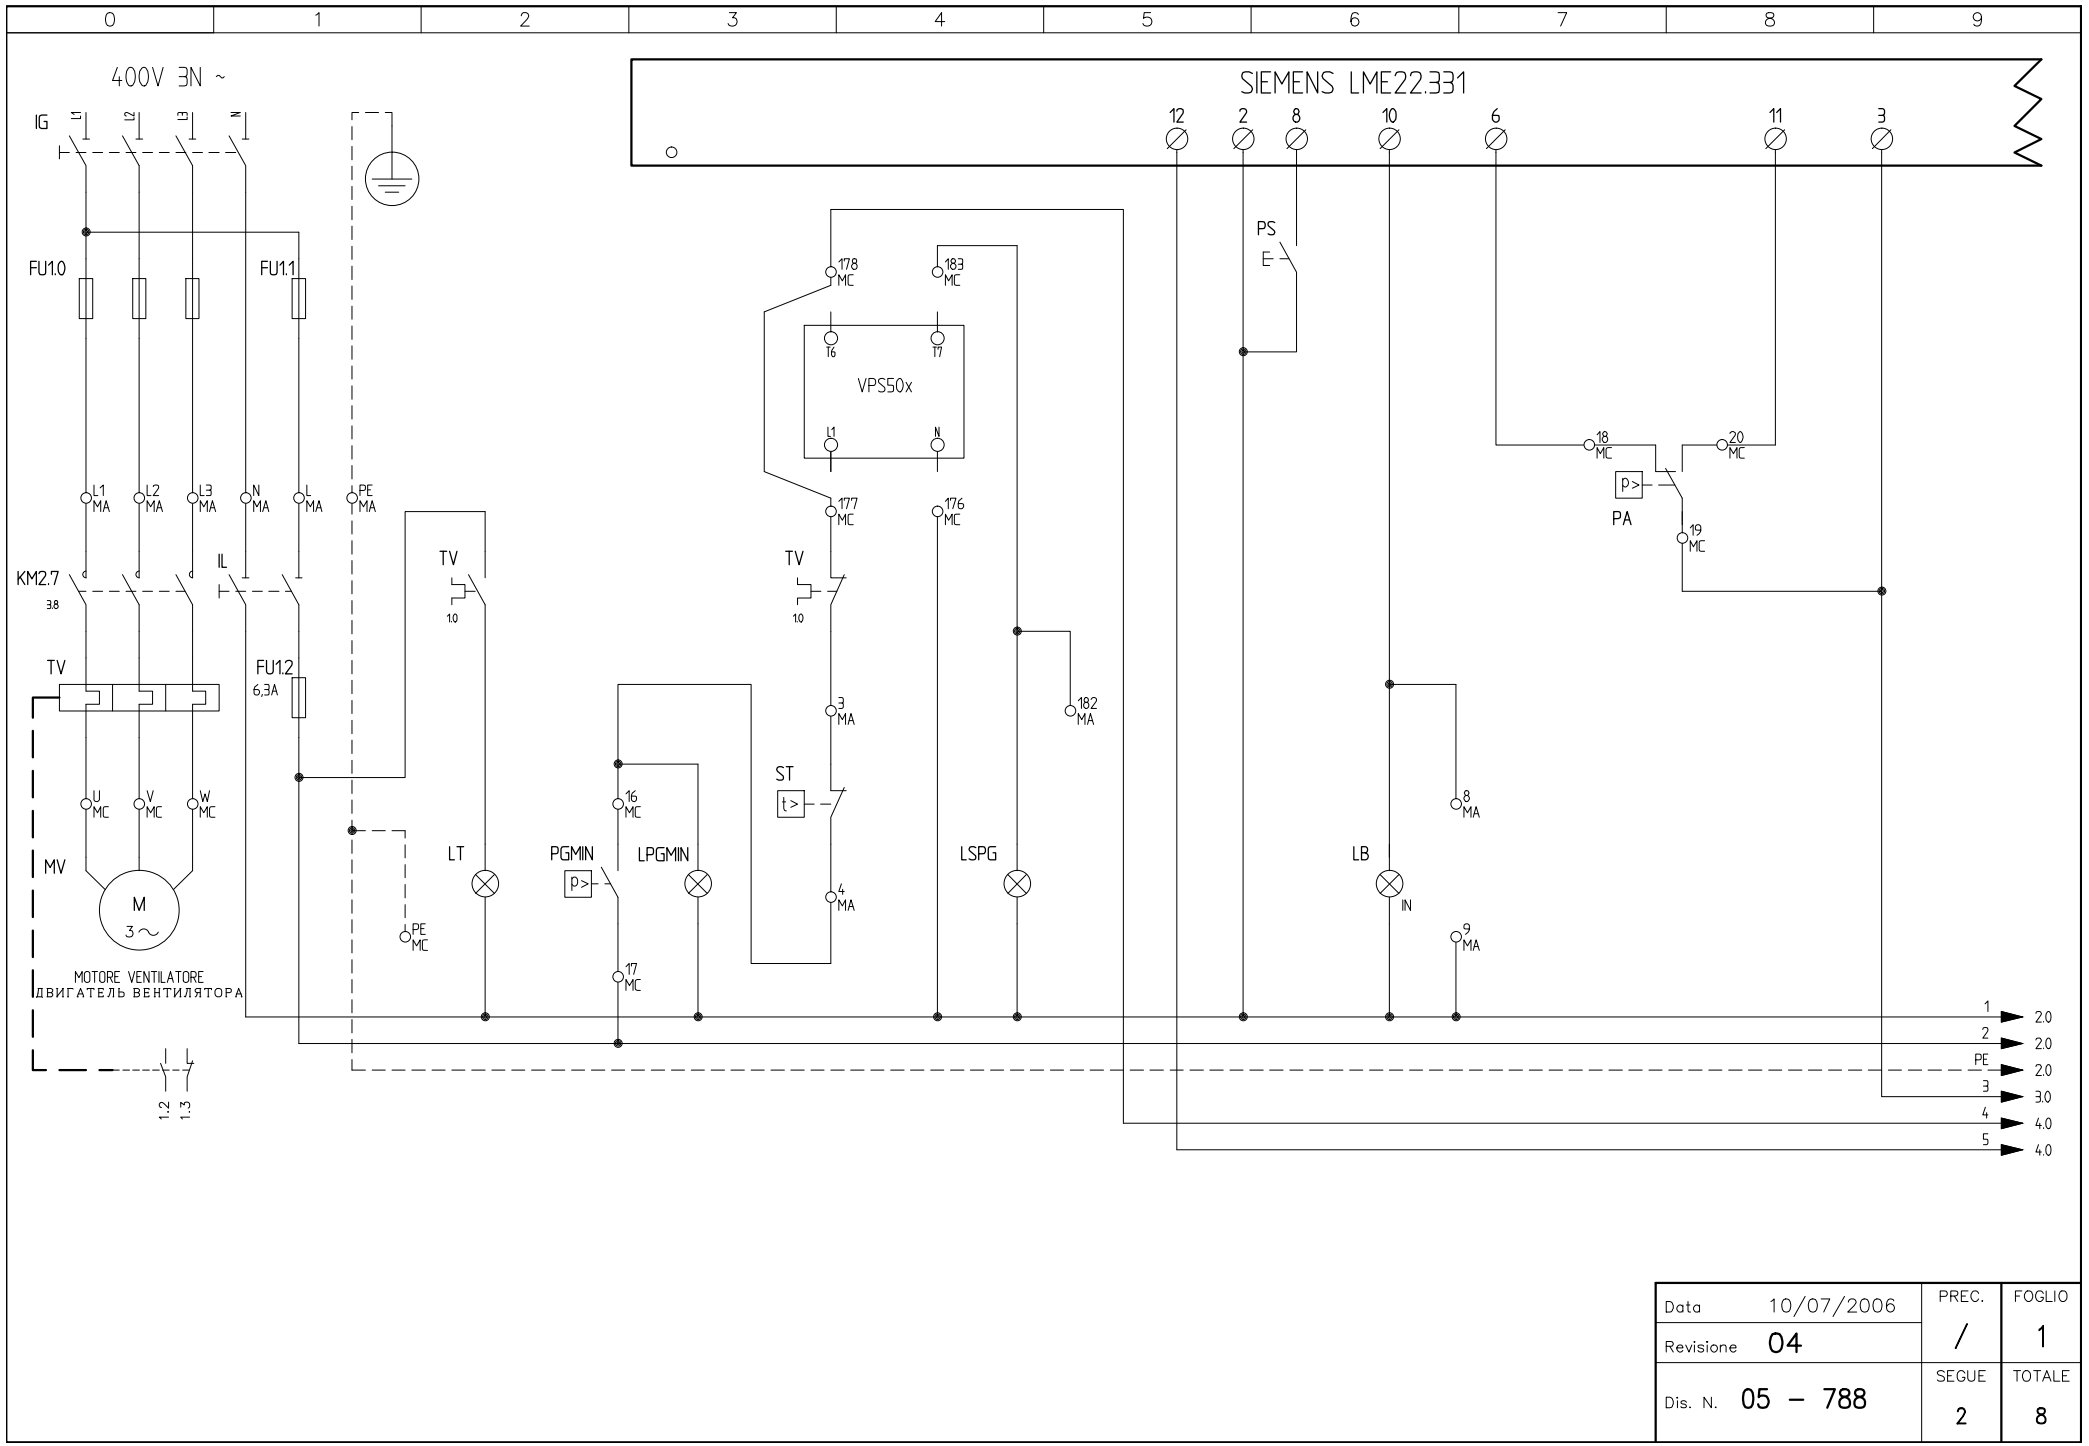 0 1 2 3 4 5 6 7 8 9
400V 3N ~
SIEMENS LME22.331
IG L1 L2 L3 N
12 2 8 10 6 11 3
PS
FU1.0
FU1.1
178
MC
183
MC
T6 T7
VPS50x
L1 N
18
MC
20
MC
p>
PA
19
MC
L1
MA
L2
MA
L3
MA
N
MA
L
MA
PE
MA
177
MC
176
MC
KM2.7
3.8
IL
TV
1.0
TV
1.0
TV
FU1.2
6,3A
3
MA
182
MA
ST
t>
U
MC
V
MC
W
MC
16
MC
8
MA
MV
M
3~
LT
PGMIN
p>
LPGMIN
4
MA
LSPG
LB
IN
PE
MC
9
MA
17
MC
MOTORE VENTILATORE
ДВИГАТЕЛЬ ВЕНТИЛЯТОРА
1.2 1.3
1 2.0
2 2.0
PE 2.0
3 3.0
4 4.0
5 4.0
Data 10/07/2006
PREC.
/
FOGLIO
1
Revisione 04
Dis. N. 05 - 788
SEGUE
2
TOTALE
8